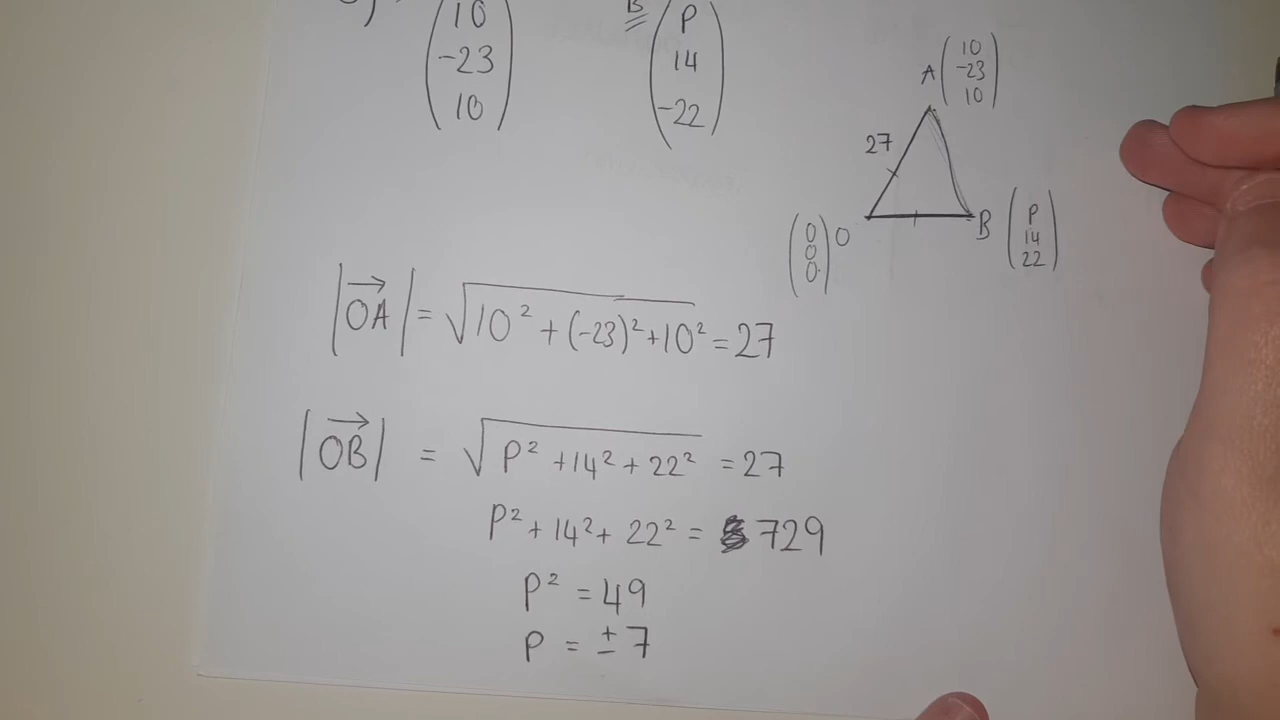 10
-23
10
B
P
14
-22
A
10
-23
10
27
0
0
0
O
B
P
14
22
|OA| = √10² + (-23)² + 10² = 27
|OB| = √P² + 14² + 22² = 27
P² + 14² + 22² = 729
P² = 49
P = ± 7